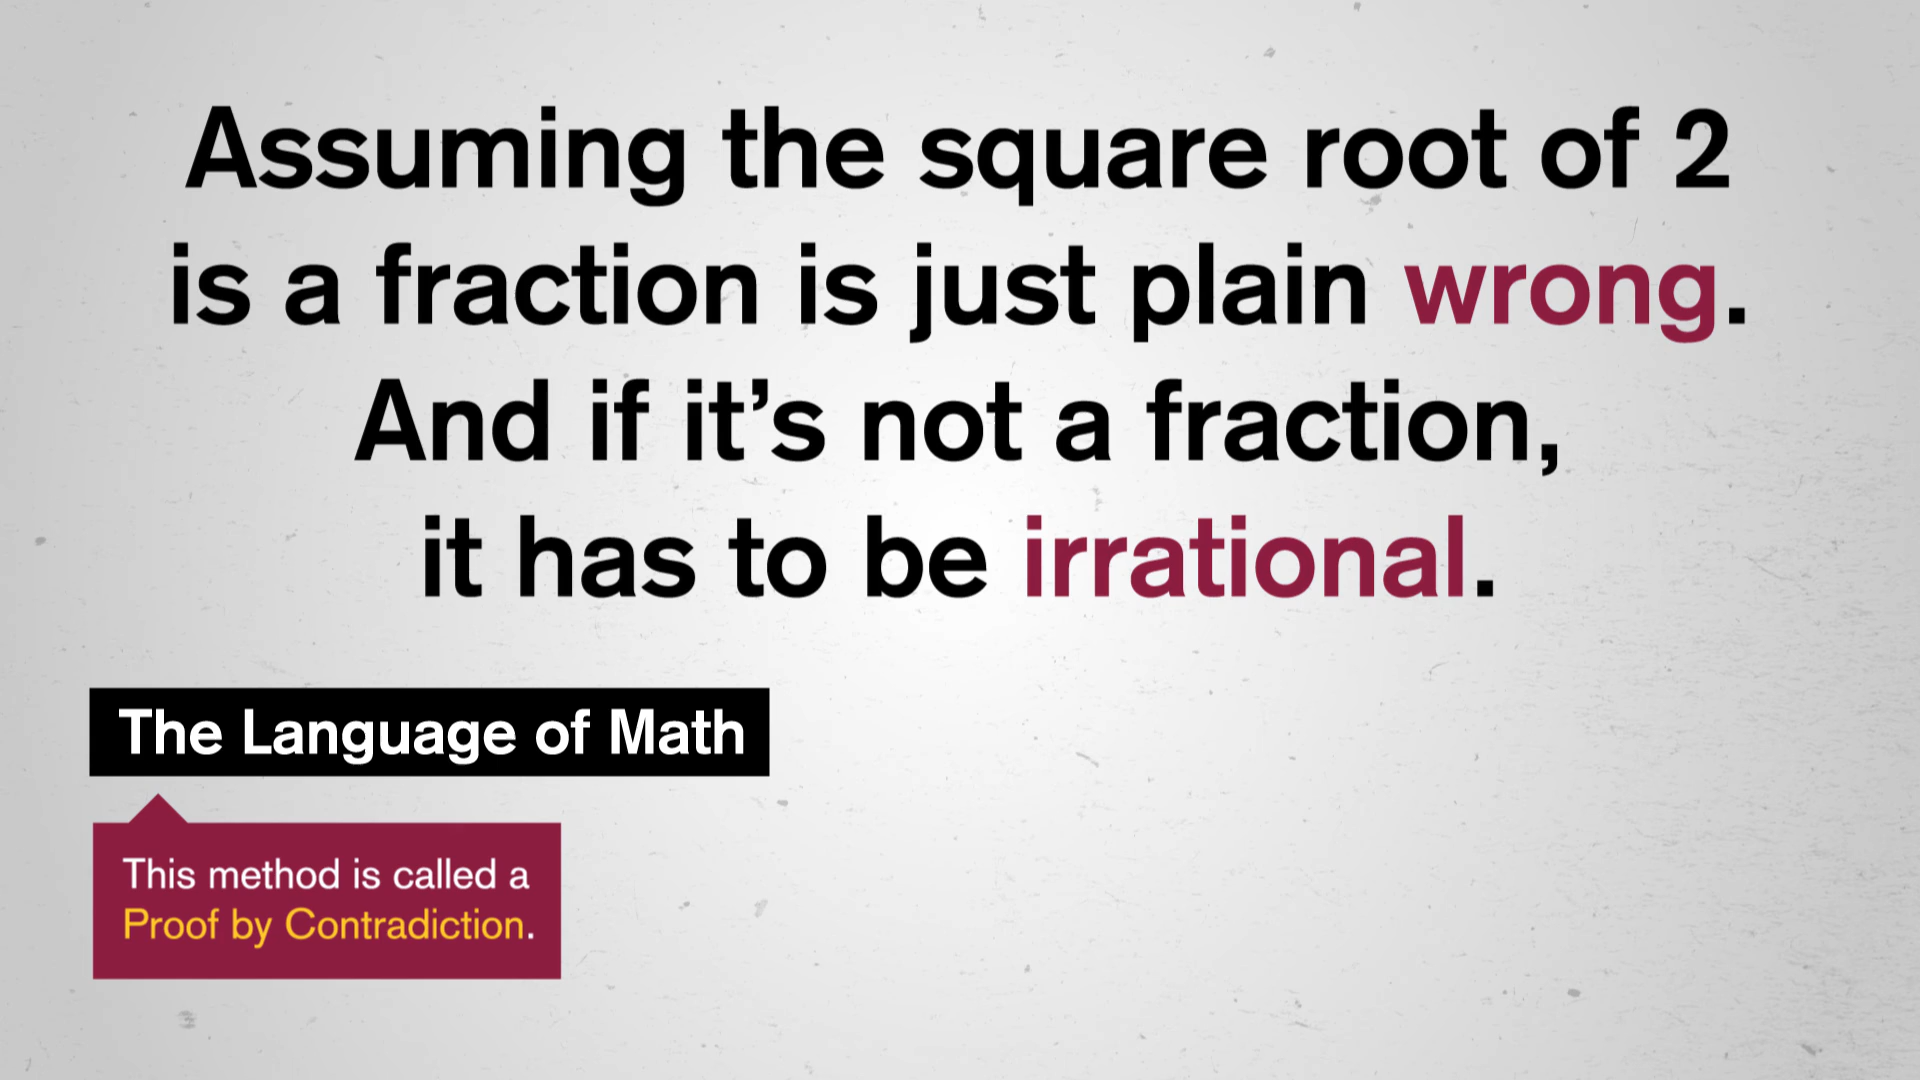 Assuming the square root of 2
is a fraction is just plain wrong.
And if it’s not a fraction,
it has to be irrational.
The Language of Math
This method is called a
Proof by Contradiction.